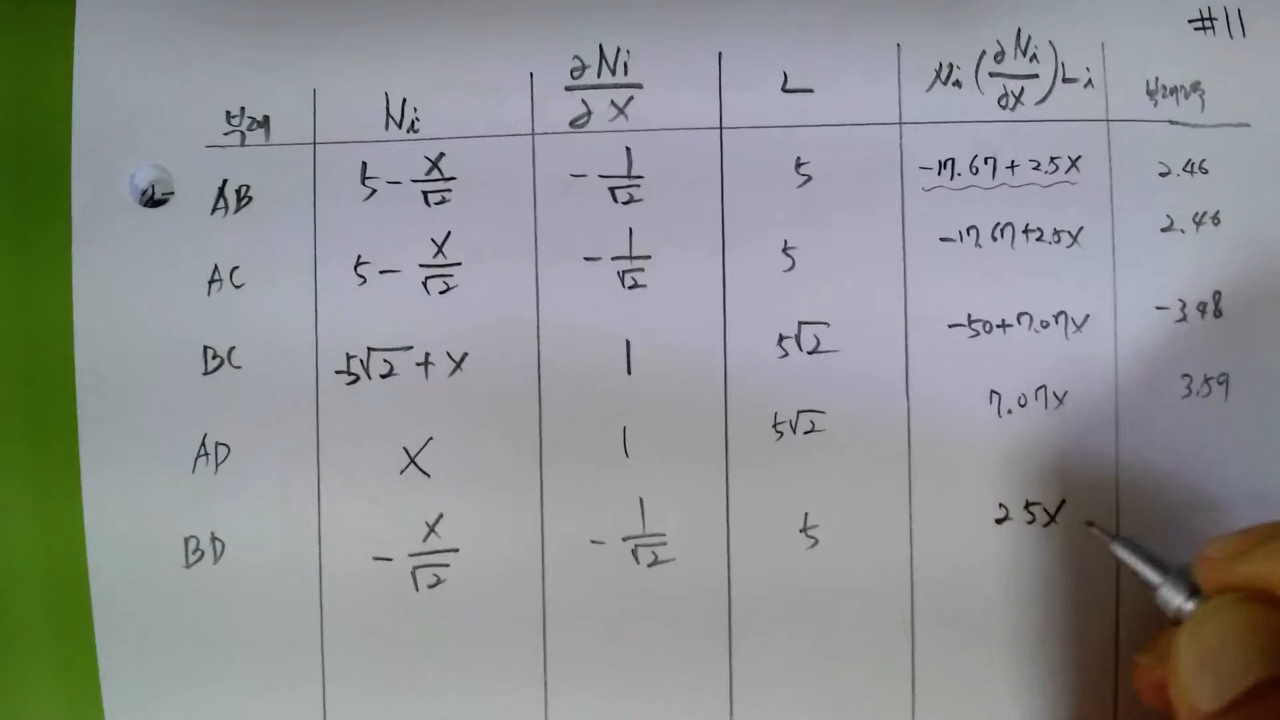 #11
부재 Ni ∂Ni/∂X L Ni(∂Ni/∂X)Li 부재력
AB 5-X/√2 -1/√2 5 -17.67+2.5X 2.46
AC 5-X/√2 -1/√2 5 -17.67+2.5X 2.46
BC -5√2+X 1 5√2 -50+7.07X -3.48
AD X 1 5√2 7.07X 3.59
BD -X/√2 -1/√2 5 2.5X